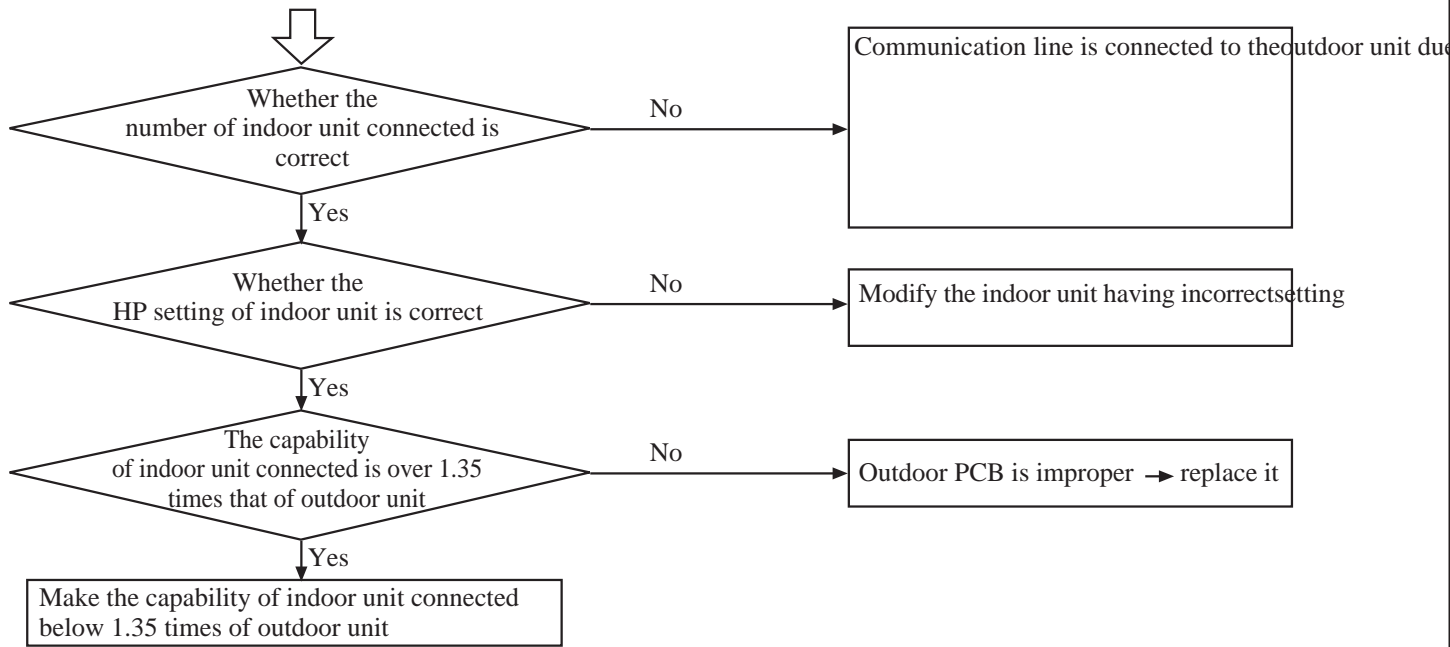 Whether the
number of indoor unit connected is
correct
No
Communication line is connected to theoutdoor unit due
Yes
Whether the
HP setting of indoor unit is correct
No
Modify the indoor unit having incorrectsetting
Yes
The capability
of indoor unit connected is over 1.35
times that of outdoor unit
No
Outdoor PCB is improper → replace it
Yes
Make the capability of indoor unit connected
below 1.35 times of outdoor unit